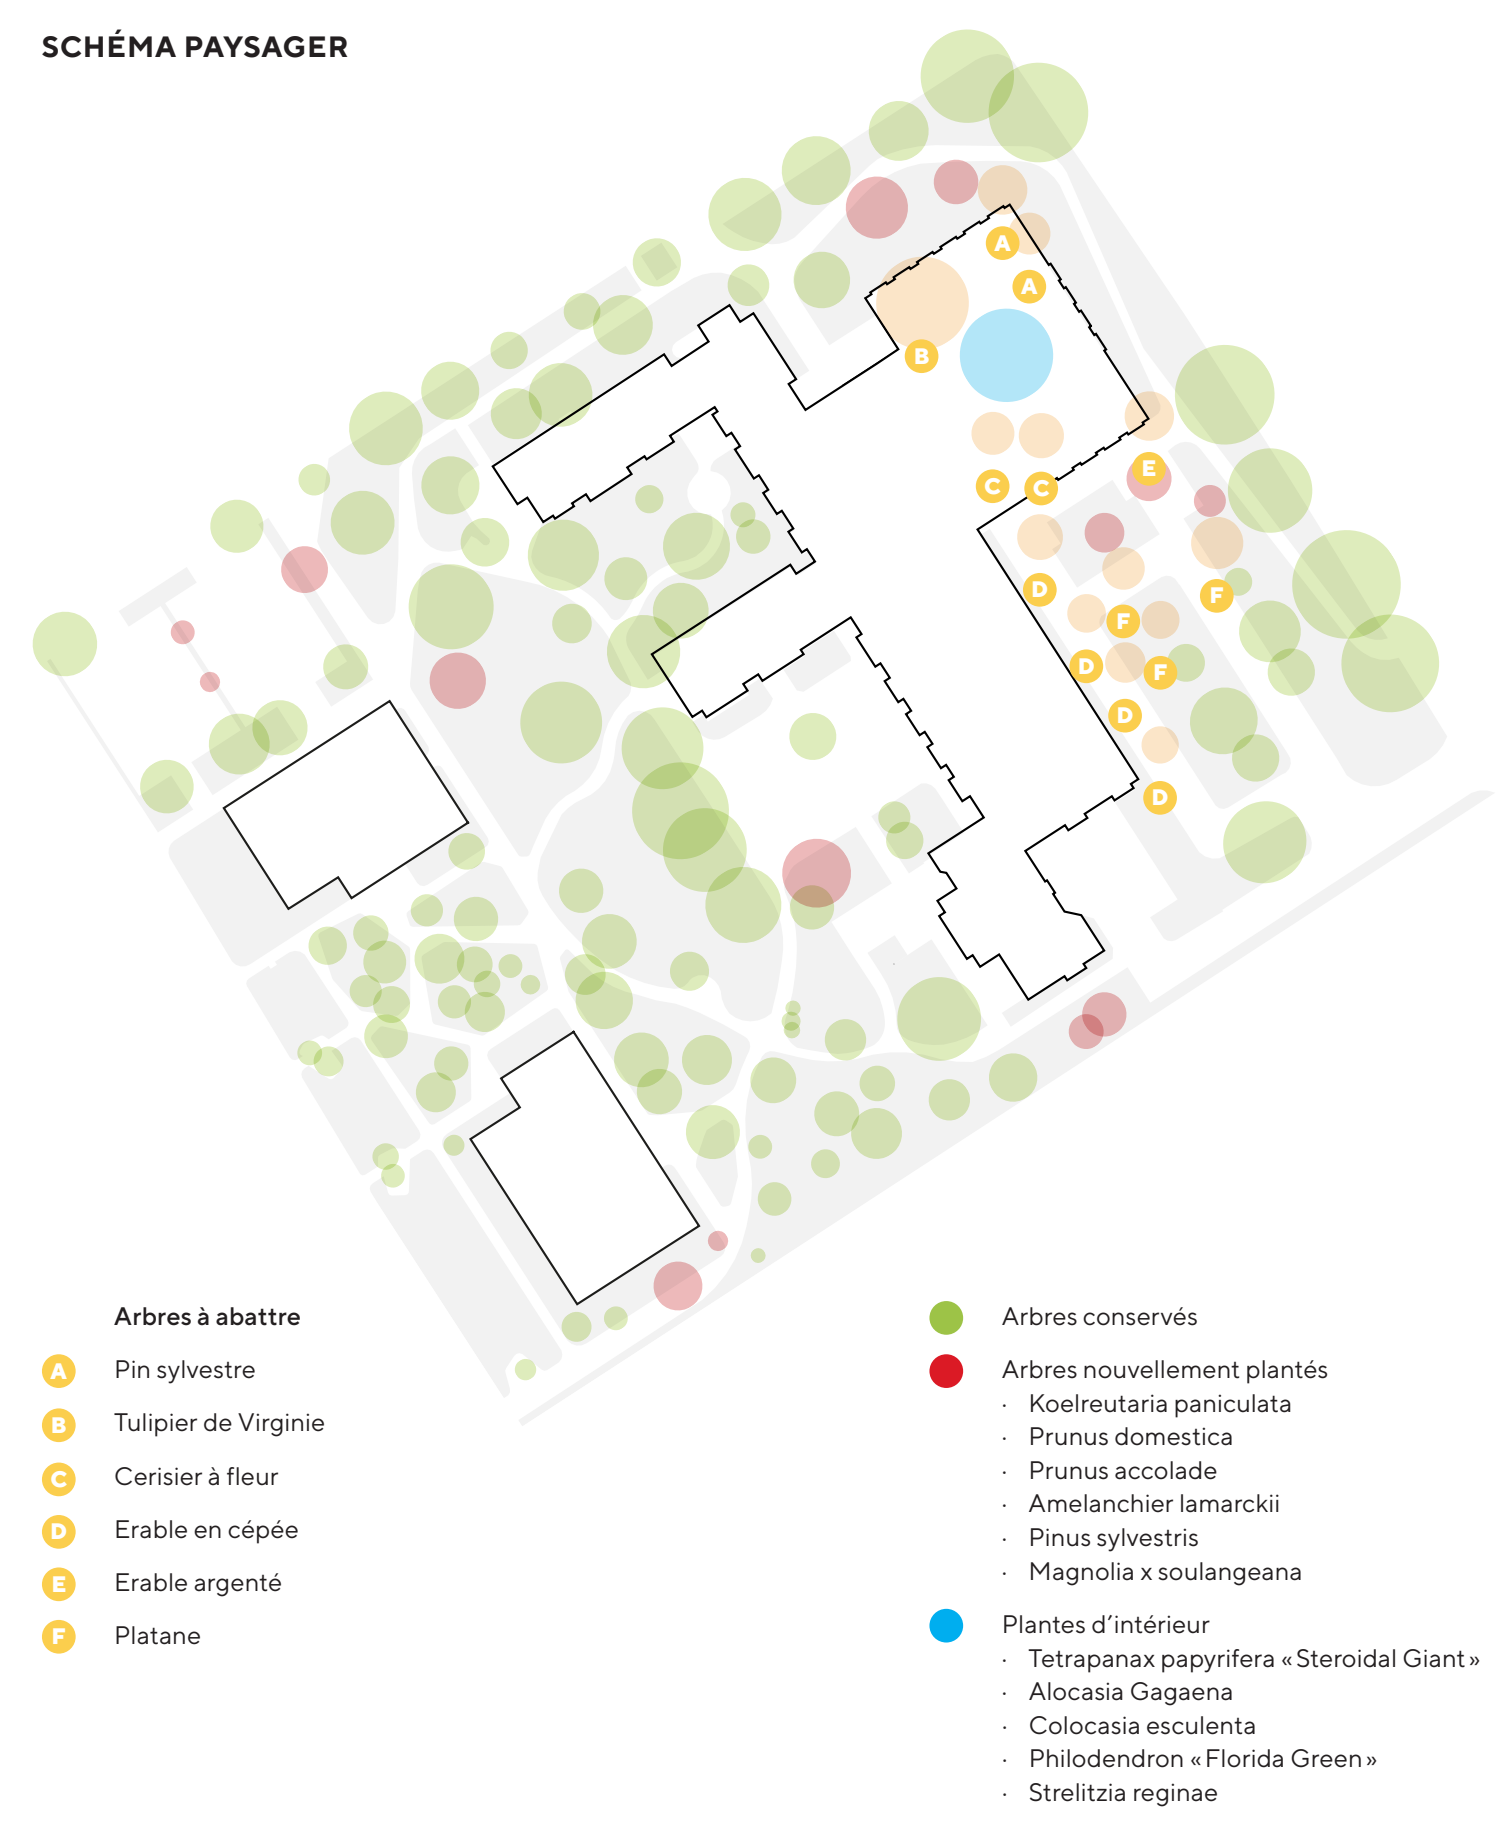 SCHÉMA PAYSAGER
A
A
B
C
C
E
D
F
F
D
F
D
D
Arbres à abattre
A Pin sylvestre
B Tulipier de Virginie
C Cerisier à fleur
D Erable en cépée
E Erable argenté
F Platane
Arbres conservés
Arbres nouvellement plantés
· Koelreutaria paniculata
· Prunus domestica
· Prunus accolade
· Amelanchier lamarckii
· Pinus sylvestris
· Magnolia x soulangeana
Plantes d’intérieur
· Tetrapanax papyrifera «Steroidal Giant»
· Alocasia Gagaena
· Colocasia esculenta
· Philodendron «Florida Green»
· Strelitzia reginae